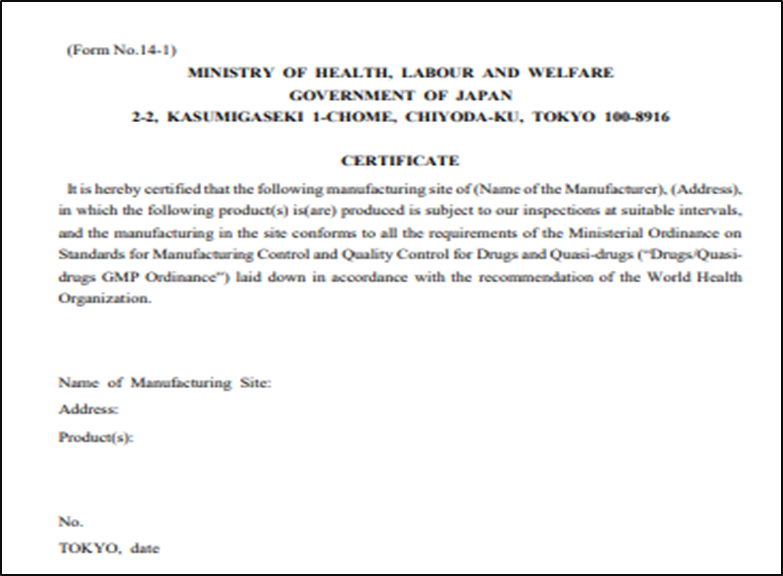 (Form No.14-1)
MINISTRY OF HEALTH, LABOUR AND WELFARE
GOVERNMENT OF JAPAN
2-2, KASUMIGASEKI 1-CHOME, CHIYODA-KU, TOKYO 100-8916
CERTIFICATE
It is hereby certified that the following manufacturing site of (Name of the Manufacturer), (Address),
in which the following product(s) is(are) produced is subject to our inspections at suitable intervals,
and the manufacturing in the site conforms to all the requirements of the Ministerial Ordinance on
Standards for Manufacturing Control and Quality Control for Drugs and Quasi-drugs (“Drugs/Quasi-
drugs GMP Ordinance”) laid down in accordance with the recommendation of the World Health
Organization.
Name of Manufacturing Site:
Address:
Product(s):
No.
TOKYO, date